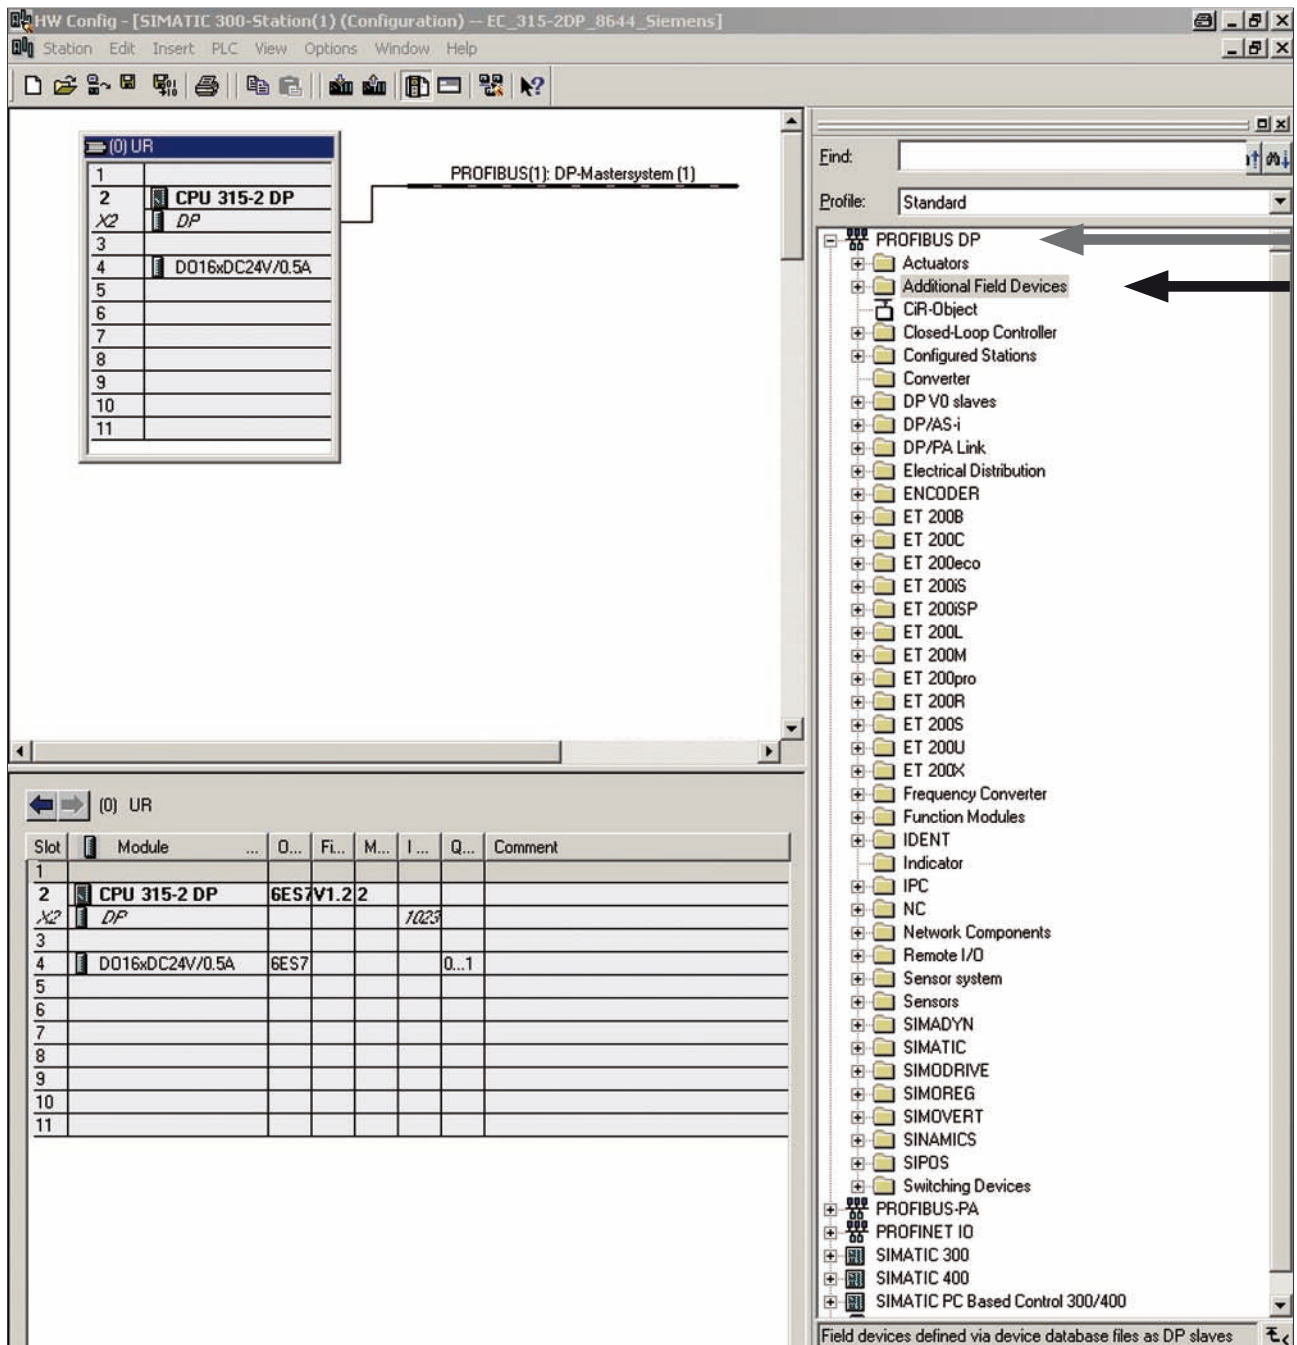 HW Config - [SIMATIC 300-Station(1) (Configuration) -- EC_315-2DP_8644_Siemens]
Station Edit Insert PLC View Options Window Help
(0) UR
1
2 CPU 315-2 DP
X2 DP
3
4 DO16xDC24V/0.5A
5
6
7
8
9
10
11
PROFIBUS(1): DP-Mastersystem (1)
Find:
Profile: Standard
PROFIBUS DP
Actuators
Additional Field Devices
CiR-Object
Closed-Loop Controller
Configured Stations
Converter
DP V0 slaves
DP/AS-i
DP/PA Link
Electrical Distribution
ENCODER
ET 200B
ET 200C
ET 200eco
ET 200iS
ET 200iSP
ET 200L
ET 200M
ET 200pro
ET 200R
ET 200S
ET 200U
ET 200X
Frequency Converter
Function Modules
IDENT
Indicator
IPC
NC
Network Components
Remote I/O
Sensor system
Sensors
SIMADYN
SIMATIC
SIMODRIVE
SIMOREG
SIMOVERT
SINAMICS
SIPOS
Switching Devices
PROFIBUS-PA
PROFINET IO
SIMATIC 300
SIMATIC 400
SIMATIC PC Based Control 300/400
Field devices defined via device database files as DP slaves
(0) UR
Slot Module ... O... Fi... M... I ... Q... Comment
1
2 CPU 315-2 DP 6ES7 V1.2 2
X2 DP 1023
3
4 DO16xDC24V/0.5A 6ES7 0...1
5
6
7
8
9
10
11